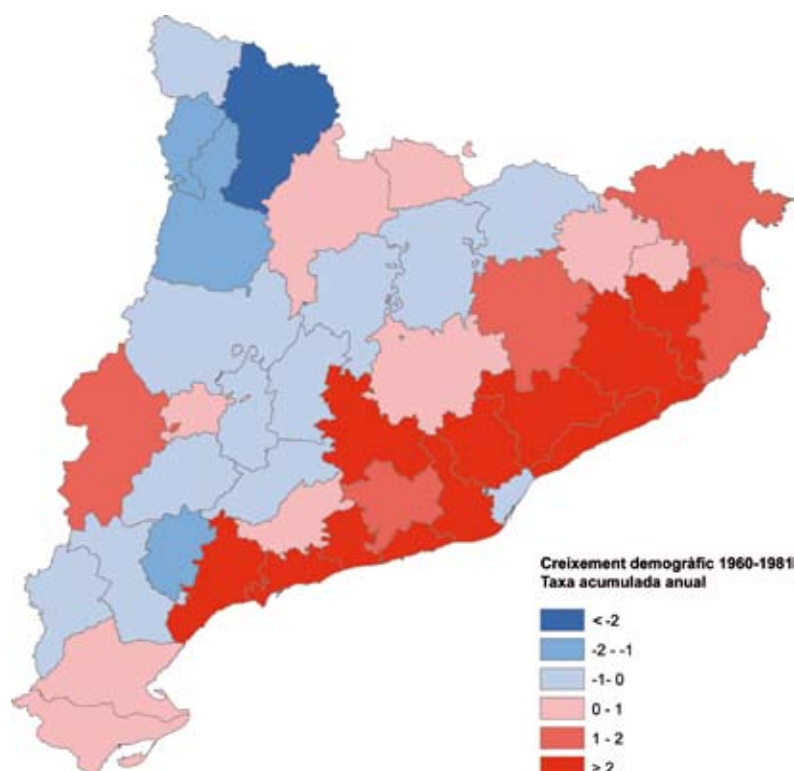 Creixement demogràfic 1960-1981
Taxa acumulada anual
< -2
-2 - -1
-1- 0
0 - 1
1 - 2
> 2